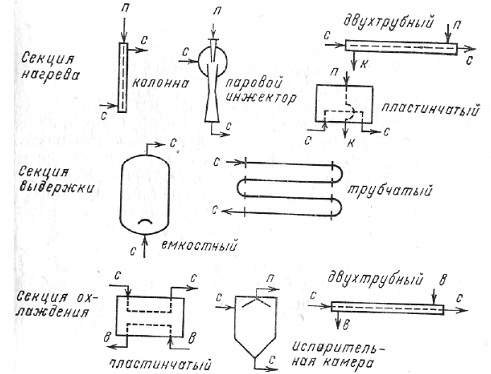 п
п
двухтрубный
п
с
с
с
Секция
нагрева
колонна
паровой
инжектор
к
п
пластинчатый
с
с
с
к
с
с
Секция
выдержки
с
трубчатый
с
с
емкостный
Секция ох-
лаждения
с
с
п
двухтрубный
в
с
с
с
в
в
в
пластинчатый
с
испаритель-
ная камера